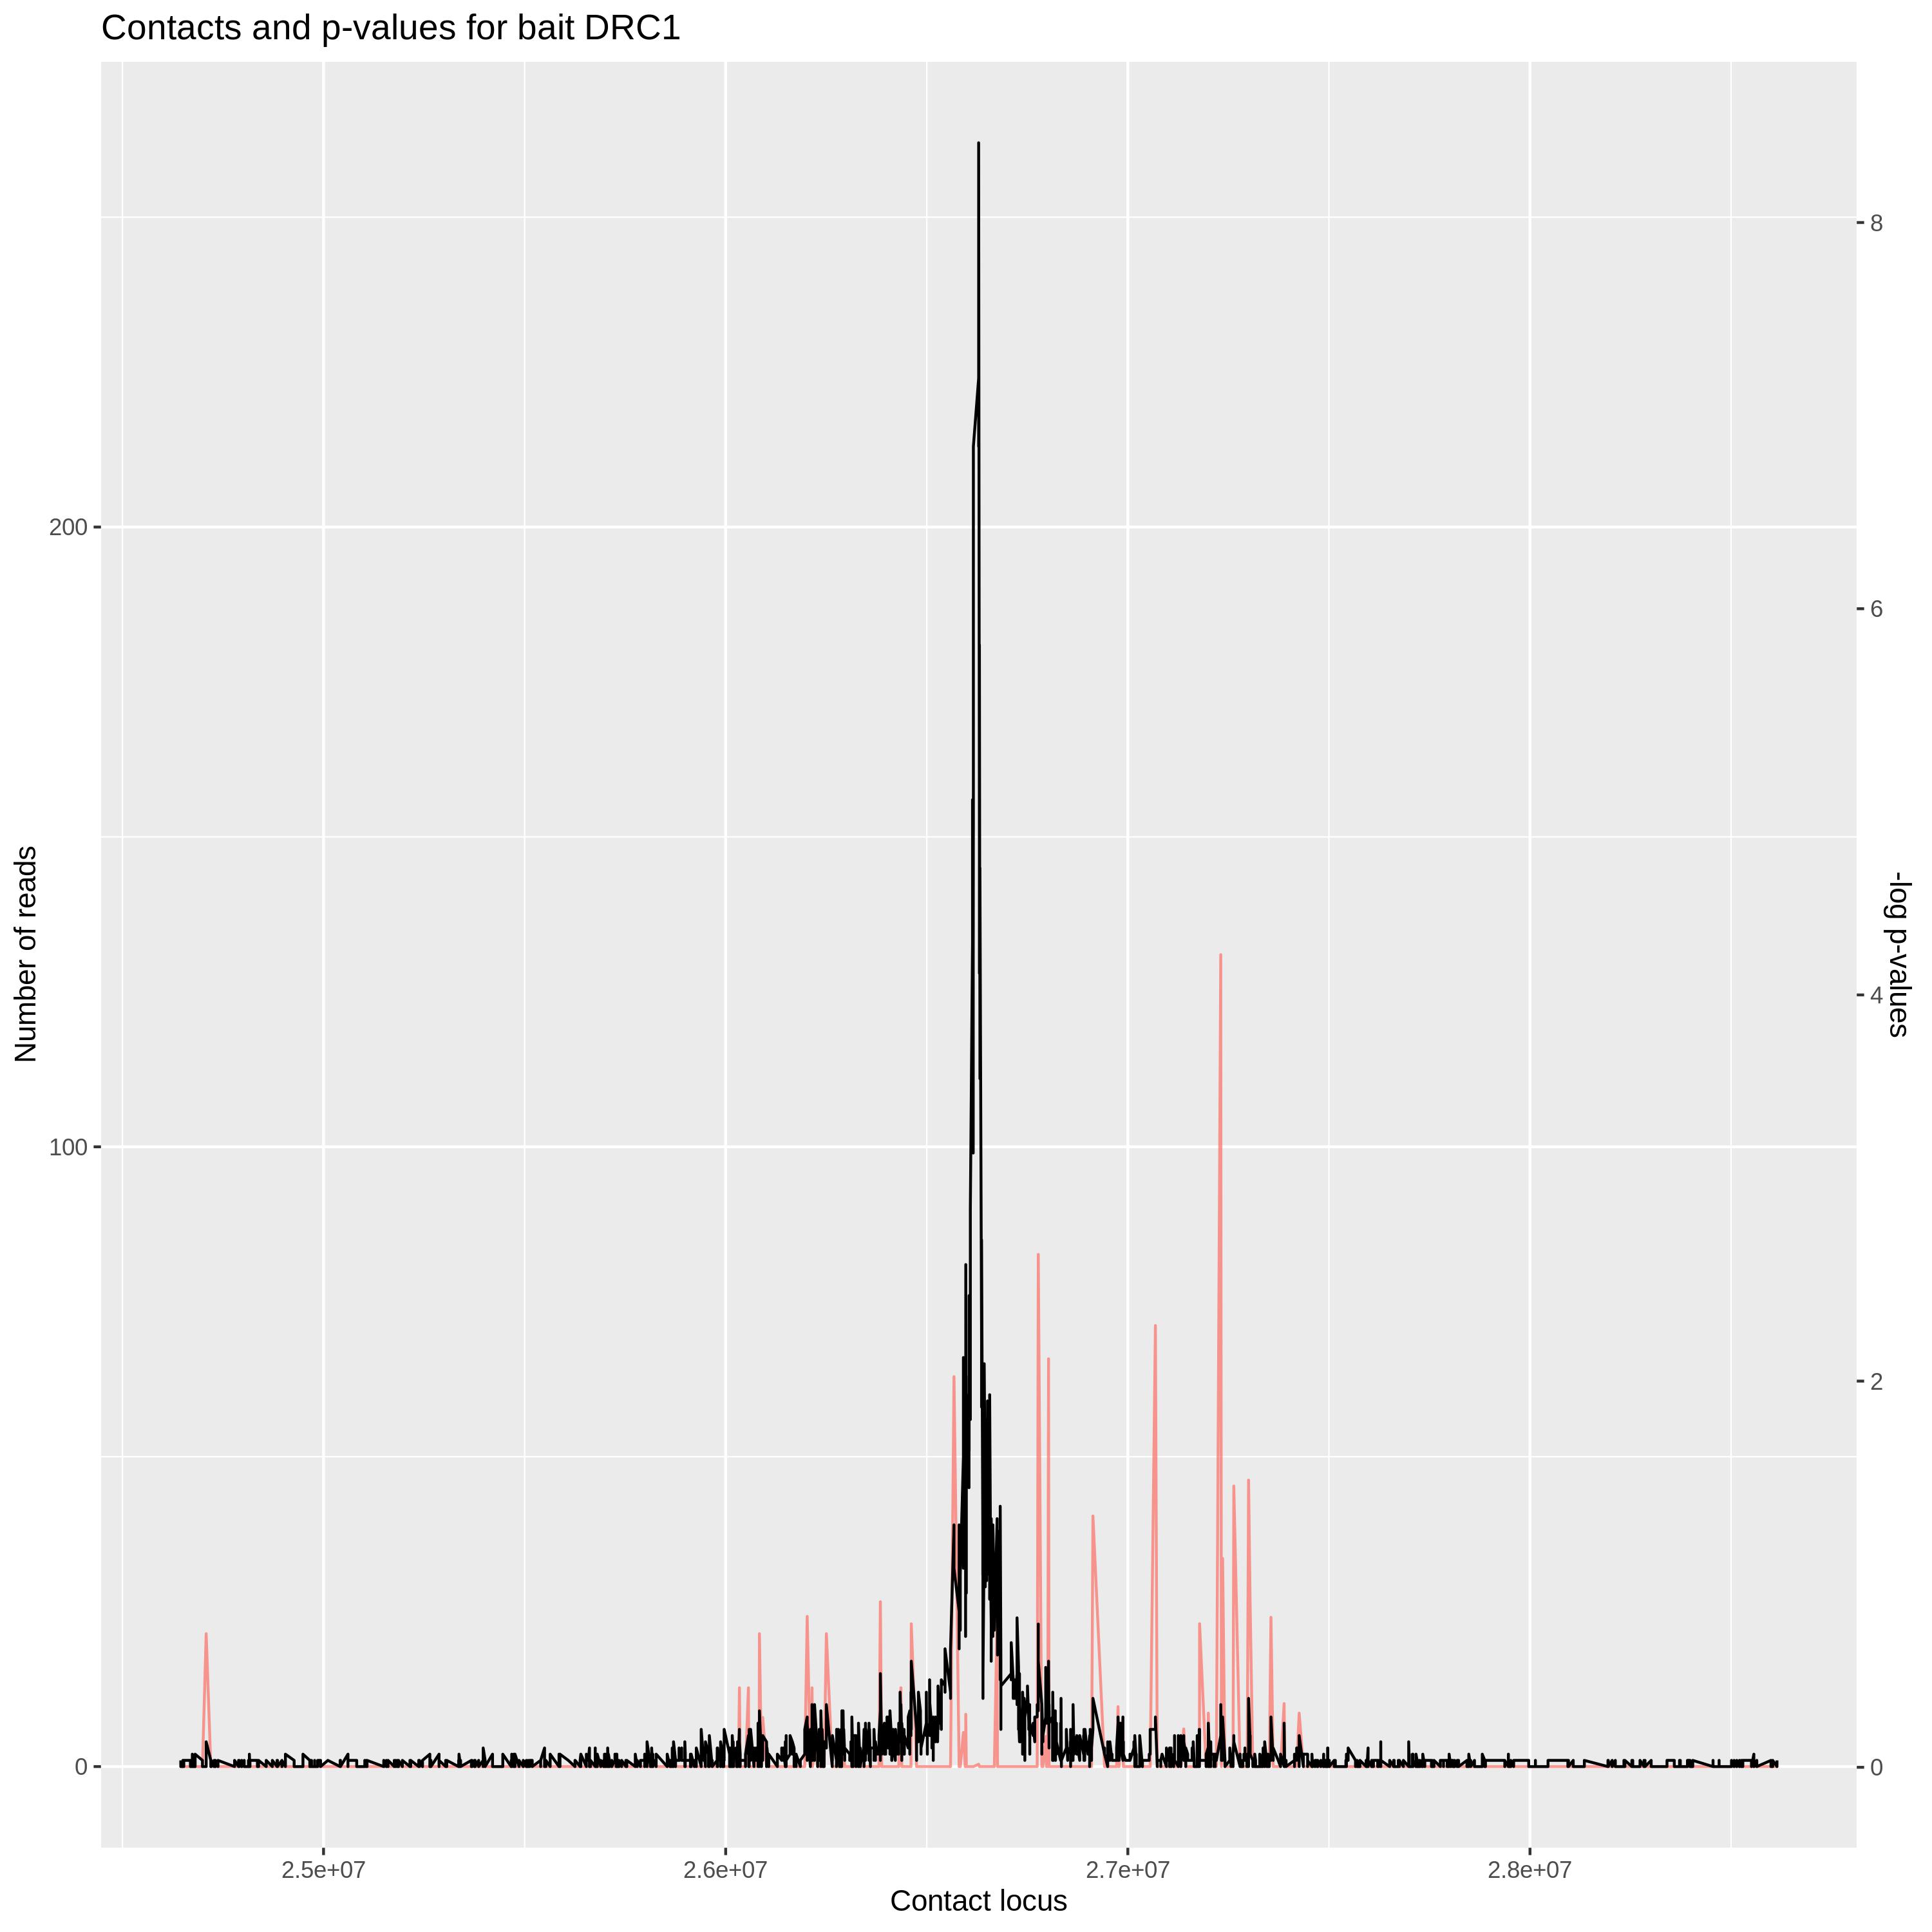 Contacts and p-values for bait DRC1
Number of reads
200
100
0
8
6
4
2
0
-log p-values
2.5e+07
2.6e+07
2.7e+07
2.8e+07
Contact locus